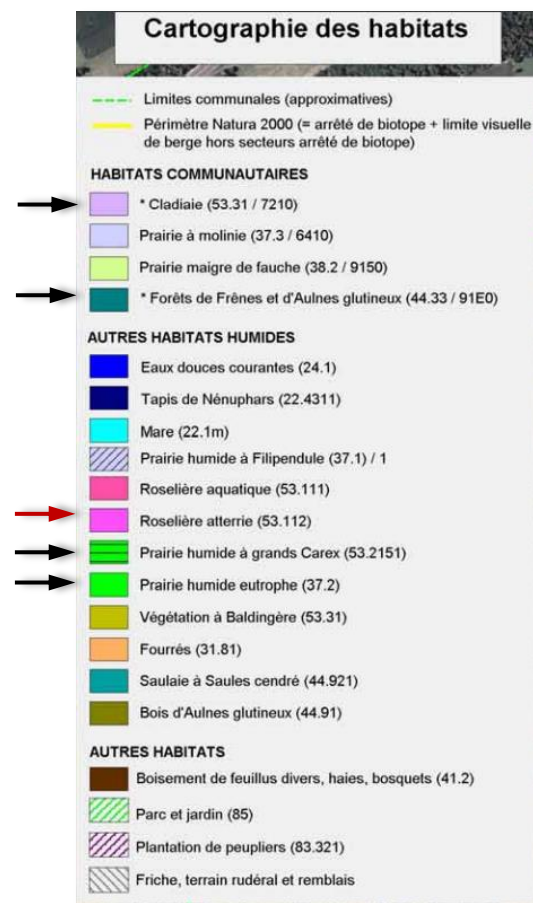 Cartographie des habitats
Limites communales (approximatives)
Périmètre Natura 2000 (= arrêté de biotope + limite visuelle
de berge hors secteurs arrêté de biotope)
HABITATS COMMUNAUTAIRES
* Cladiaie (53.31 / 7210)
Prairie à molinie (37.3 / 6410)
Prairie maigre de fauche (38.2 / 9150)
* Forêts de Frênes et d'Aulnes glutineux (44.33 / 91E0)
AUTRES HABITATS HUMIDES
Eaux douces courantes (24.1)
Tapis de Nénuphars (22.4311)
Mare (22.1m)
Prairie humide à Filipendule (37.1) / 1
Roselière aquatique (53.111)
Roselière atterrie (53.112)
Prairie humide à grands Carex (53.2151)
Prairie humide eutrophe (37.2)
Végétation à Baldingère (53.31)
Fourrés (31.81)
Saulaie à Saules cendré (44.921)
Bois d'Aulnes glutineux (44.91)
AUTRES HABITATS
Boisement de feuillus divers, haies, bosquets (41.2)
Parc et jardin (85)
Plantation de peupliers (83.321)
Friche, terrain rudéral et remblais